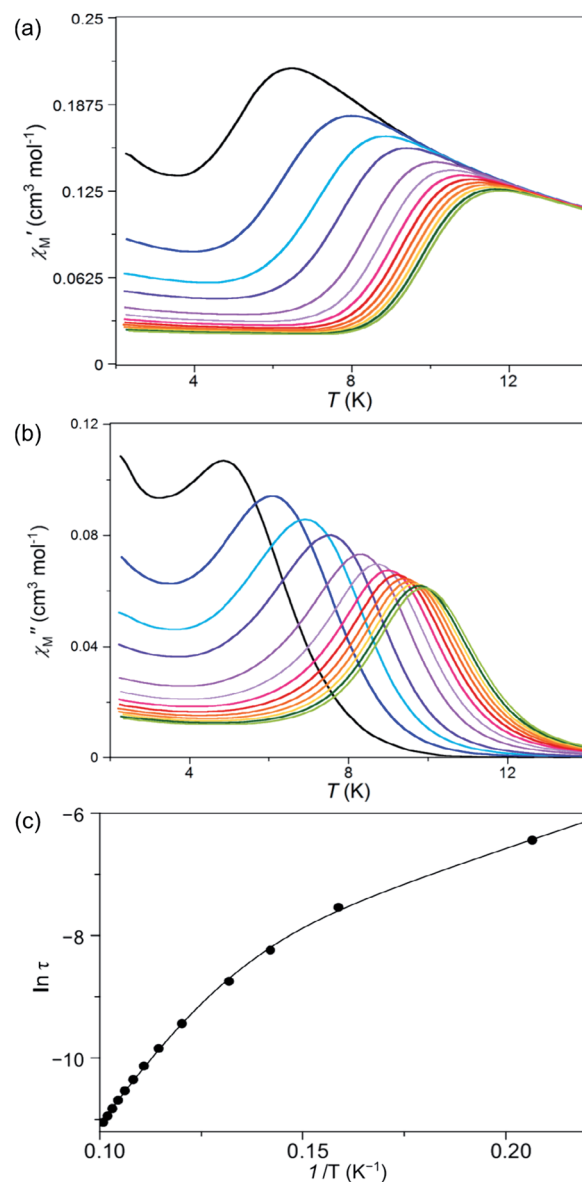 (a)
0.25
0.1875
0.125
0.0625
0
χM′ (cm³ mol⁻¹)
4
8
12
T (K)
(b)
0.12
0.08
0.04
0
χM″ (cm³ mol⁻¹)
4
8
12
T (K)
(c)
−6
−8
−10
ln τ
0.10
0.15
0.20
1/T (K⁻¹)